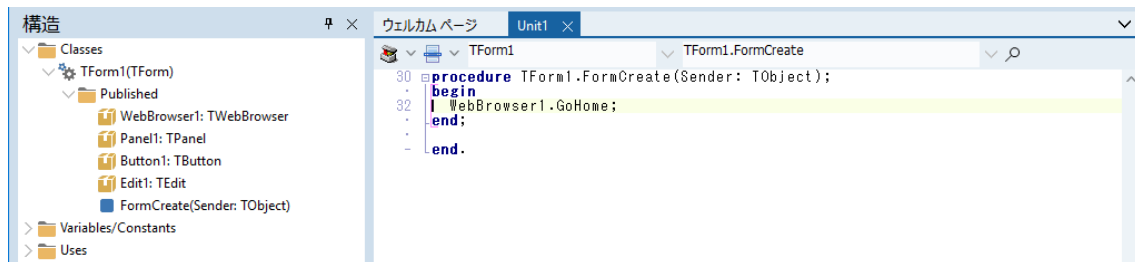 構造
Classes
TForm1(TForm)
Published
WebBrowser1: TWebBrowser
Panel1: TPanel
Button1: TButton
Edit1: TEdit
FormCreate(Sender: TObject)
Variables/Constants
Uses
ウェルカム ページ Unit1
TForm1 TForm1.FormCreate
30 procedure TForm1.FormCreate(Sender: TObject);
begin
32 WebBrowser1.GoHome;
end;
end.